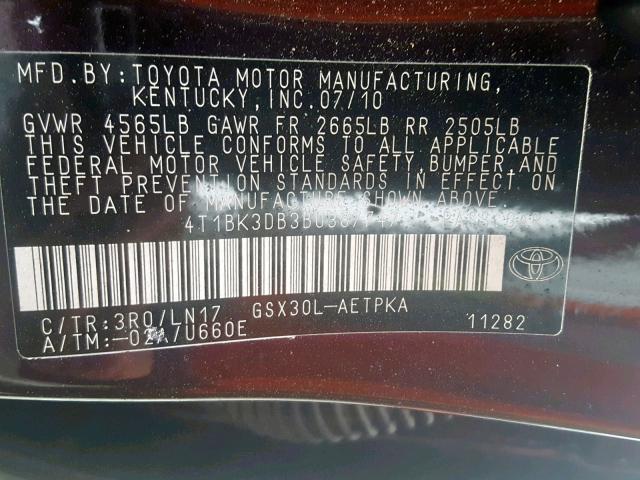 MFD.BY:TOYOTA MOTOR MANUFACTURING,
KENTUCKY,INC.07/10
GVWR 4565LB GAWR FR 2665LB RR 2505LB
THIS VEHICLE CONFORMS TO ALL APPLICABLE
FEDERAL MOTOR VEHICLE SAFETY,BUMPER,AND
THEFT PREVENTION STANDARDS IN EFFECT ON
THE DATE OF MANUFACTURE SHOWN ABOVE.
C/TR:3R0/LN17 GSX30L-AETPKA
A/TM:-02A/U660E 11282